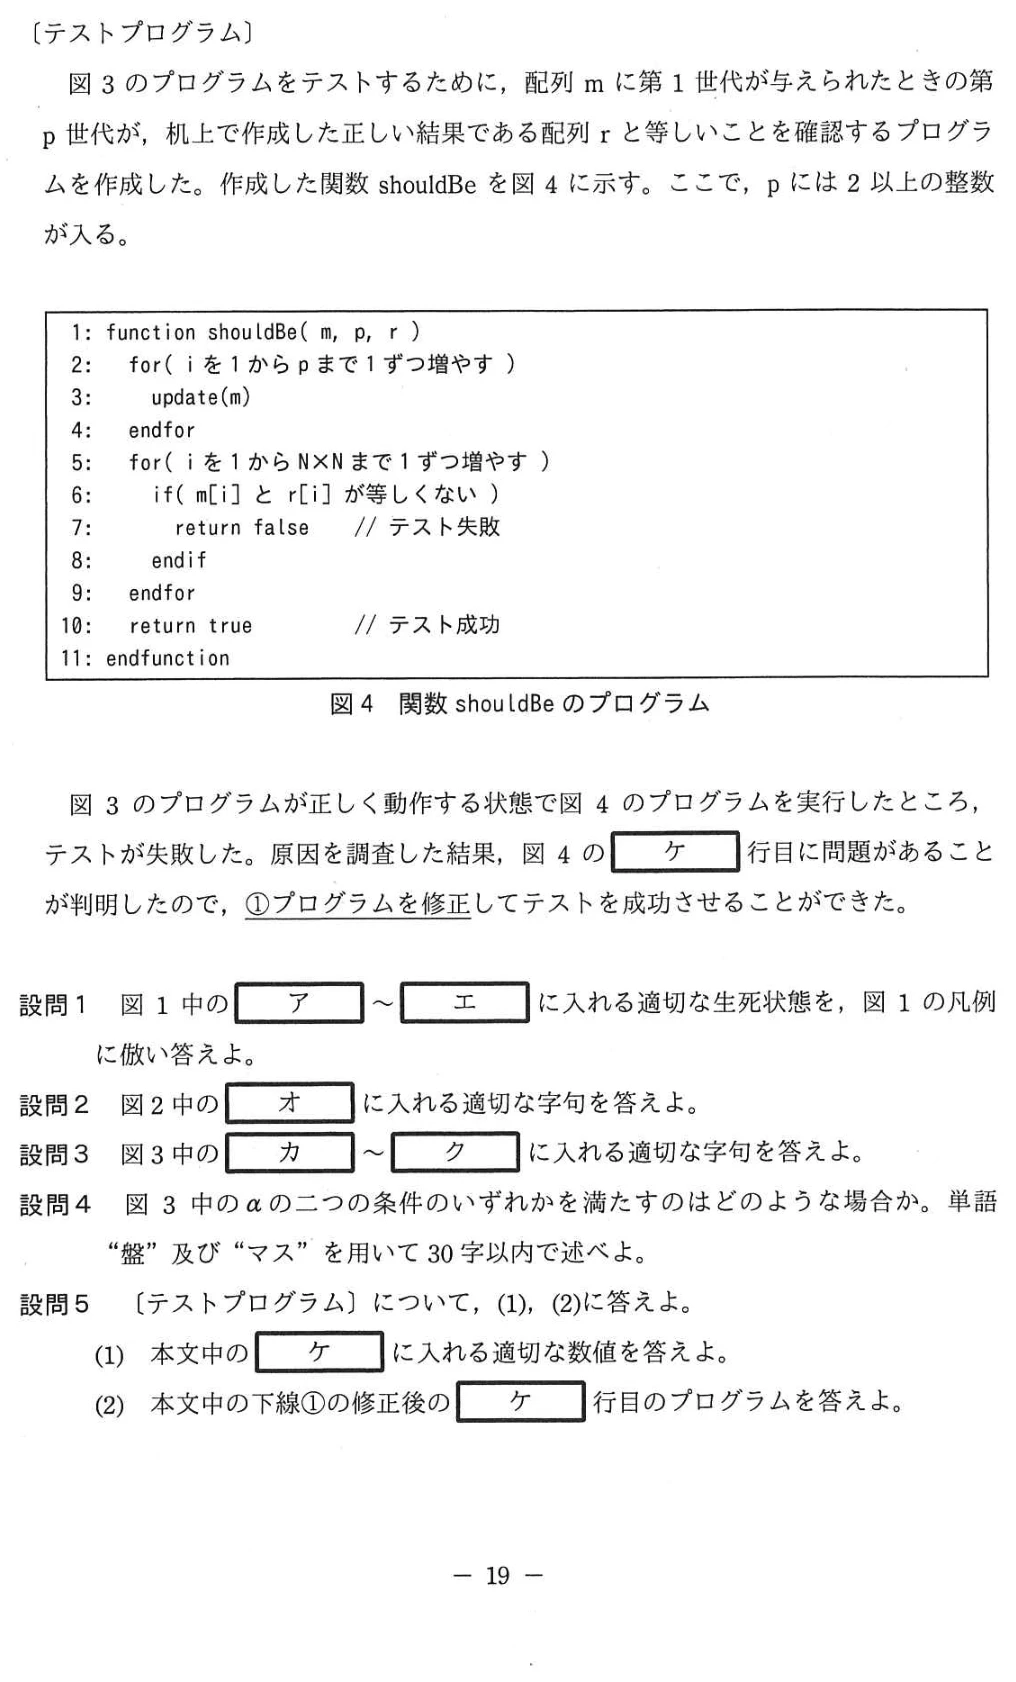 〔テストプログラム〕
図 3 のプログラムをテストするために，配列 m に第 1 世代が与えられたときの第
p 世代が，机上で作成した正しい結果である配列 r と等しいことを確認するプログラ
ムを作成した。作成した関数 shouldBe を図 4 に示す。ここで，p には 2 以上の整数
が入る。
1: function shouldBe( m, p, r )
2: for( i を 1 から p まで 1 ずつ増やす )
3: update(m)
4: endfor
5: for( i を 1 から N×N まで 1 ずつ増やす )
6: if( m[i] と r[i] が等しくない )
7: return false // テスト失敗
8: endif
9: endfor
10: return true // テスト成功
11: endfunction
図 4 関数 shouldBe のプログラム
図 3 のプログラムが正しく動作する状態で図 4 のプログラムを実行したところ，
テストが失敗した。原因を調査した結果，図 4 の ケ 行目に問題があること
が判明したので，①プログラムを修正してテストを成功させることができた。
設問 1 図 1 中の ア ～ エ に入れる適切な生死状態を，図 1 の凡例
に倣い答えよ。
設問 2 図 2 中の オ に入れる適切な字句を答えよ。
設問 3 図 3 中の カ ～ ク に入れる適切な字句を答えよ。
設問 4 図 3 中のαの二つの条件のいずれかを満たすのはどのような場合か。単語
“盤”及び“マス”を用いて 30 字以内で述べよ。
設問 5 〔テストプログラム〕について，(1)，(2)に答えよ。
(1) 本文中の ケ に入れる適切な数値を答えよ。
(2) 本文中の下線①の修正後の ケ 行目のプログラムを答えよ。
― 19 ―